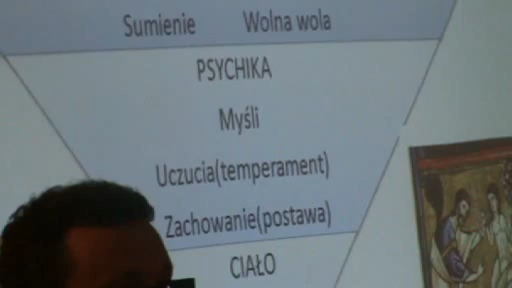 Sumienie Wolna wola
PSYCHIKA
Myśli
Uczucia(temperament)
Zachowanie(postawa)
CIAŁO